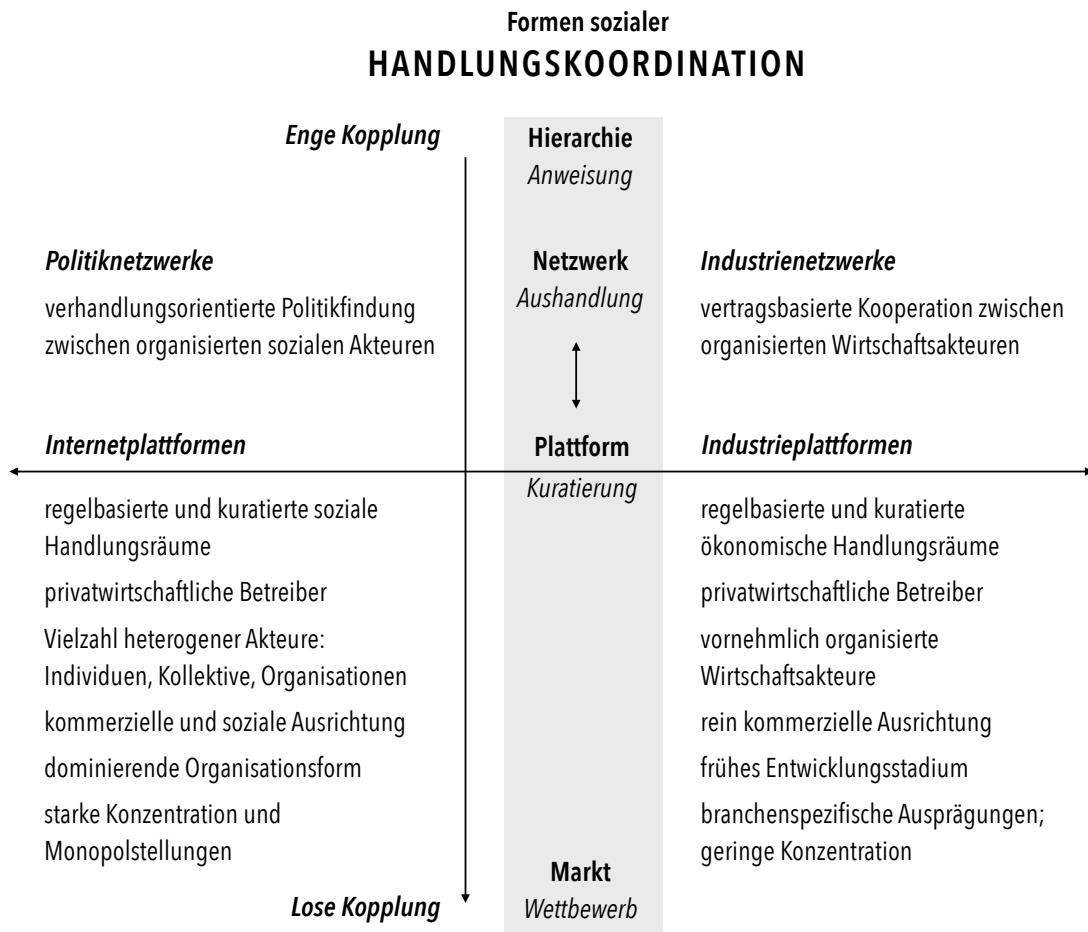 Formen sozialer
HANDLUNGSKOORDINATION
Enge Kopplung
Hierarchie
Anweisung
Politiknetzwerke
verhandlungsorientierte Politikfindung
zwischen organisierten sozialen Akteuren
Netzwerk
Aushandlung
Industrienetzwerke
vertragsbasierte Kooperation zwischen
organisierten Wirtschaftsakteuren
Internetplattformen
Plattform
Kuratierung
Industrieplattformen
regelbasierte und kuratierte soziale
Handlungsräume
privatwirtschaftliche Betreiber
Vielzahl heterogener Akteure:
Individuen, Kollektive, Organisationen
kommerzielle und soziale Ausrichtung
dominierende Organisationsform
starke Konzentration und
Monopolstellungen
regelbasierte und kuratierte
ökonomische Handlungsräume
privatwirtschaftliche Betreiber
vornehmlich organisierte
Wirtschaftsakteure
rein kommerzielle Ausrichtung
frühes Entwicklungsstadium
branchenspezifische Ausprägungen;
geringe Konzentration
Markt
Wettbewerb
Lose Kopplung